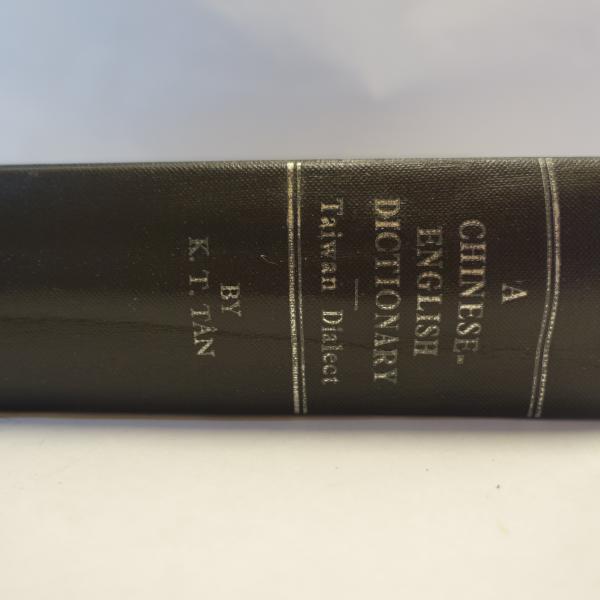 A
CHINESE-
ENGLISH
DICTIONARY
Taiwan Dialect
BY
K. T. TÂN